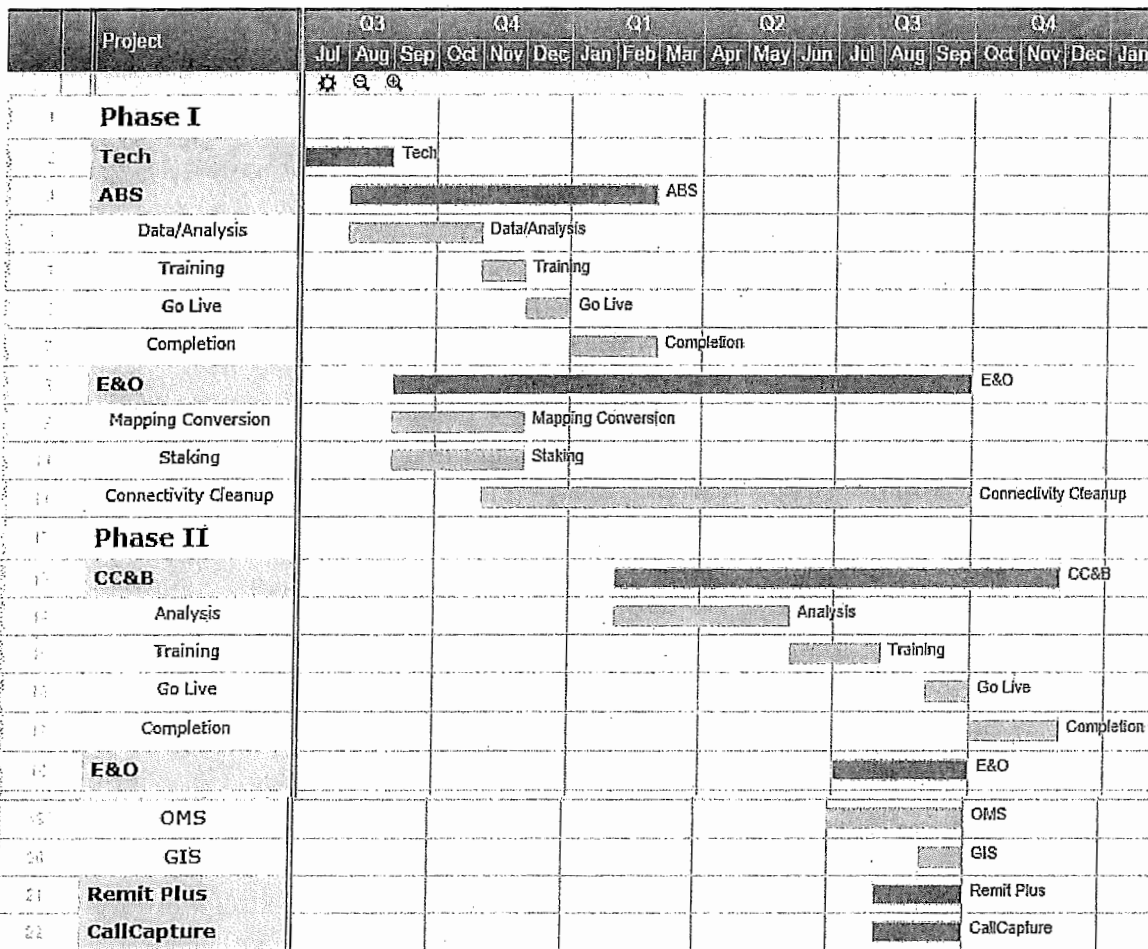 Q3 Q4 Q1 Q2 Q3 Q4
Project
Jul Aug Sep Oct Nov Dec Jan Feb Mar Apr May Jun Jul Aug Sep Oct Nov Dec Jan
Phase I
Tech Tech
ABS ABS
Data/Analysis Data/Analysis
Training Training
Go Live Go Live
Completion Completion
E&O E&O
Mapping Conversion Mapping Conversion
Staking Staking
Connectivity Cleanup Connectivity Cleanup
Phase II
CC&B CC&B
Analysis Analysis
Training Training
Go Live Go Live
Completion Completion
E&O E&O
OMS OMS
GIS GIS
21 Remit Plus Remit Plus
22 CallCapture CallCapture